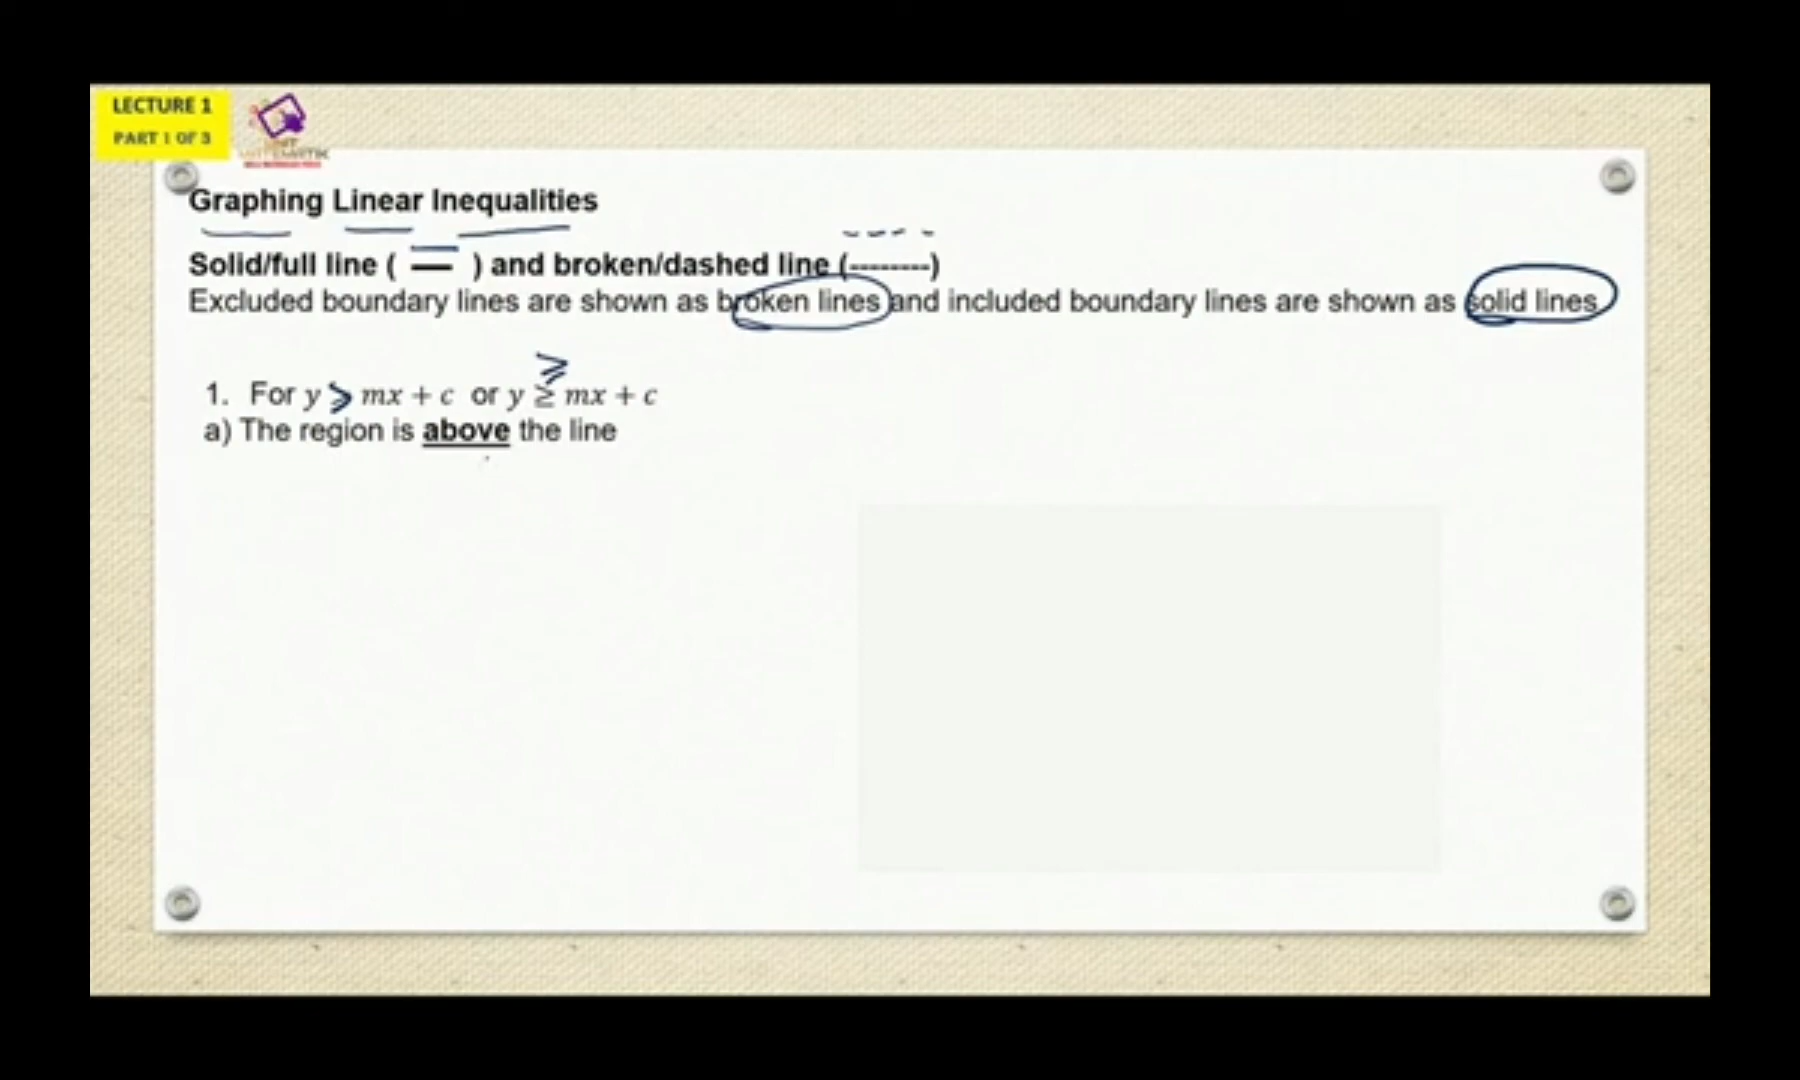 LECTURE 1
PART 1 OF 3
Graphing Linear Inequalities
Solid/full line ( — ) and broken/dashed line (--------)
Excluded boundary lines are shown as broken lines and included boundary lines are shown as solid lines
≥
1. For y > mx + c or y ≥ mx + c
a) The region is above the line